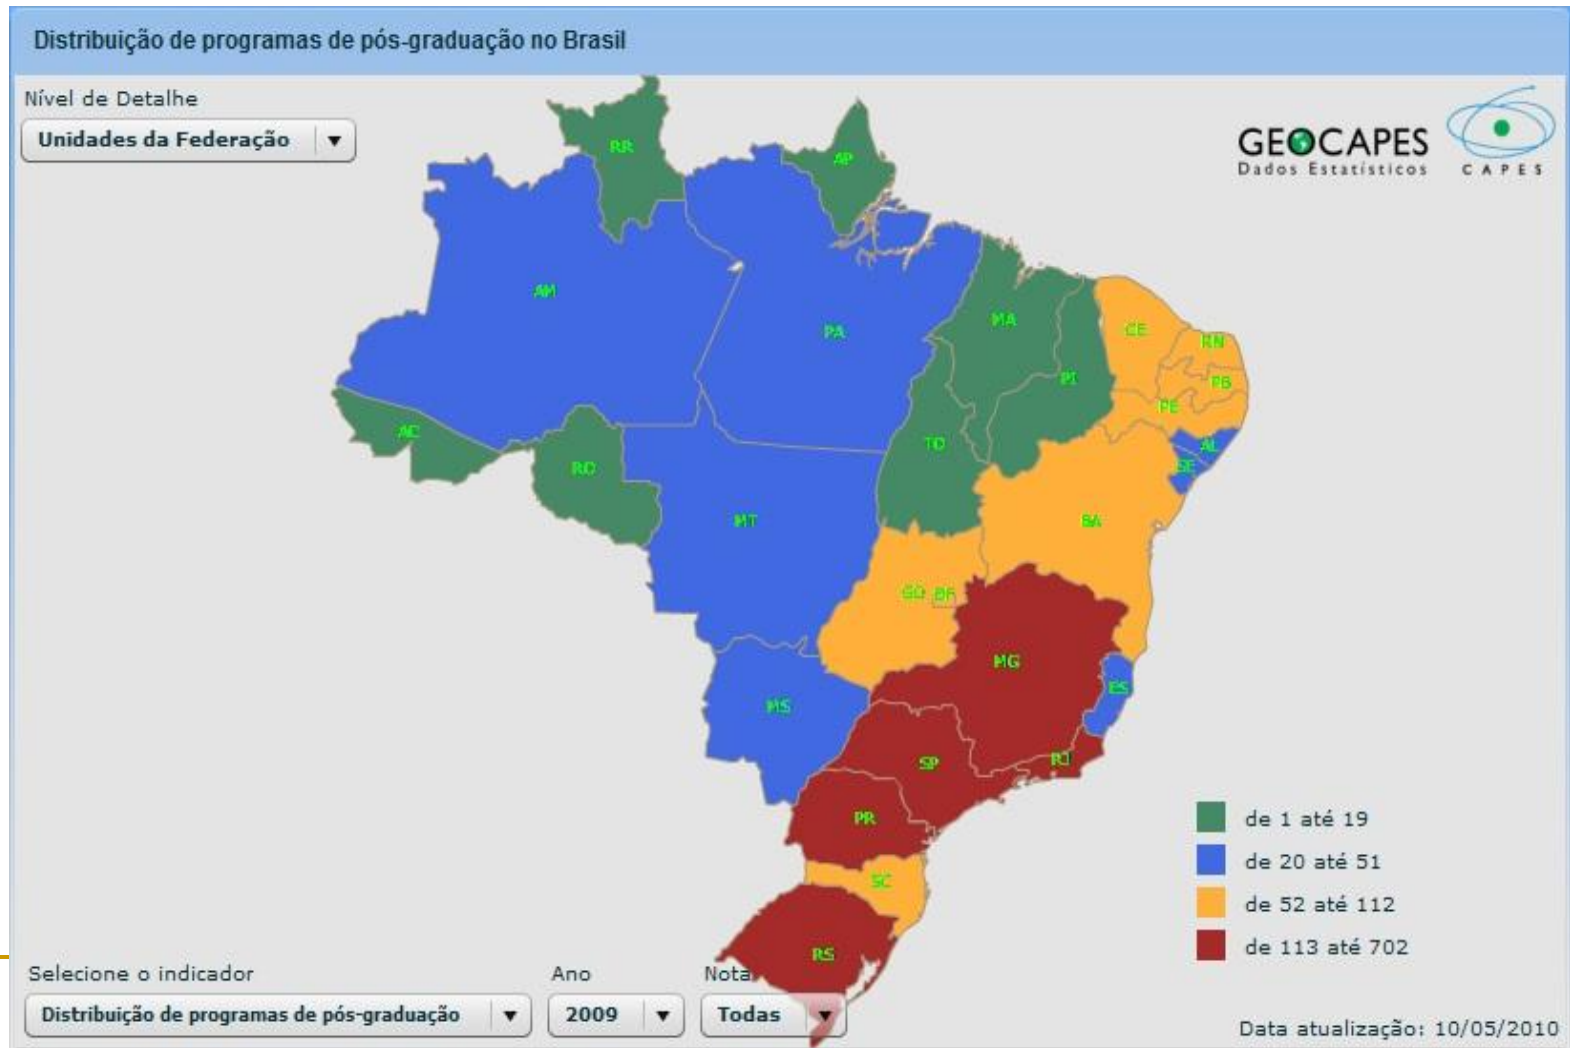 Distribuição de programas de pós-graduação no Brasil
Nível de Detalhe
Unidades da Federação
GEOCAPES
Dados Estatísticos
CAPES
RR
AP
AM
PA
MA
CE
RN
PI
PB
PE
AC
TO
AL
RO
SE
MT
BA
GO DF
MG
ES
MS
SP
RJ
PR
SC
RS
de 1 até 19
de 20 até 51
de 52 até 112
de 113 até 702
Selecione o indicador
Ano
Nota
Distribuição de programas de pós-graduação
2009
Todas
Data atualização: 10/05/2010